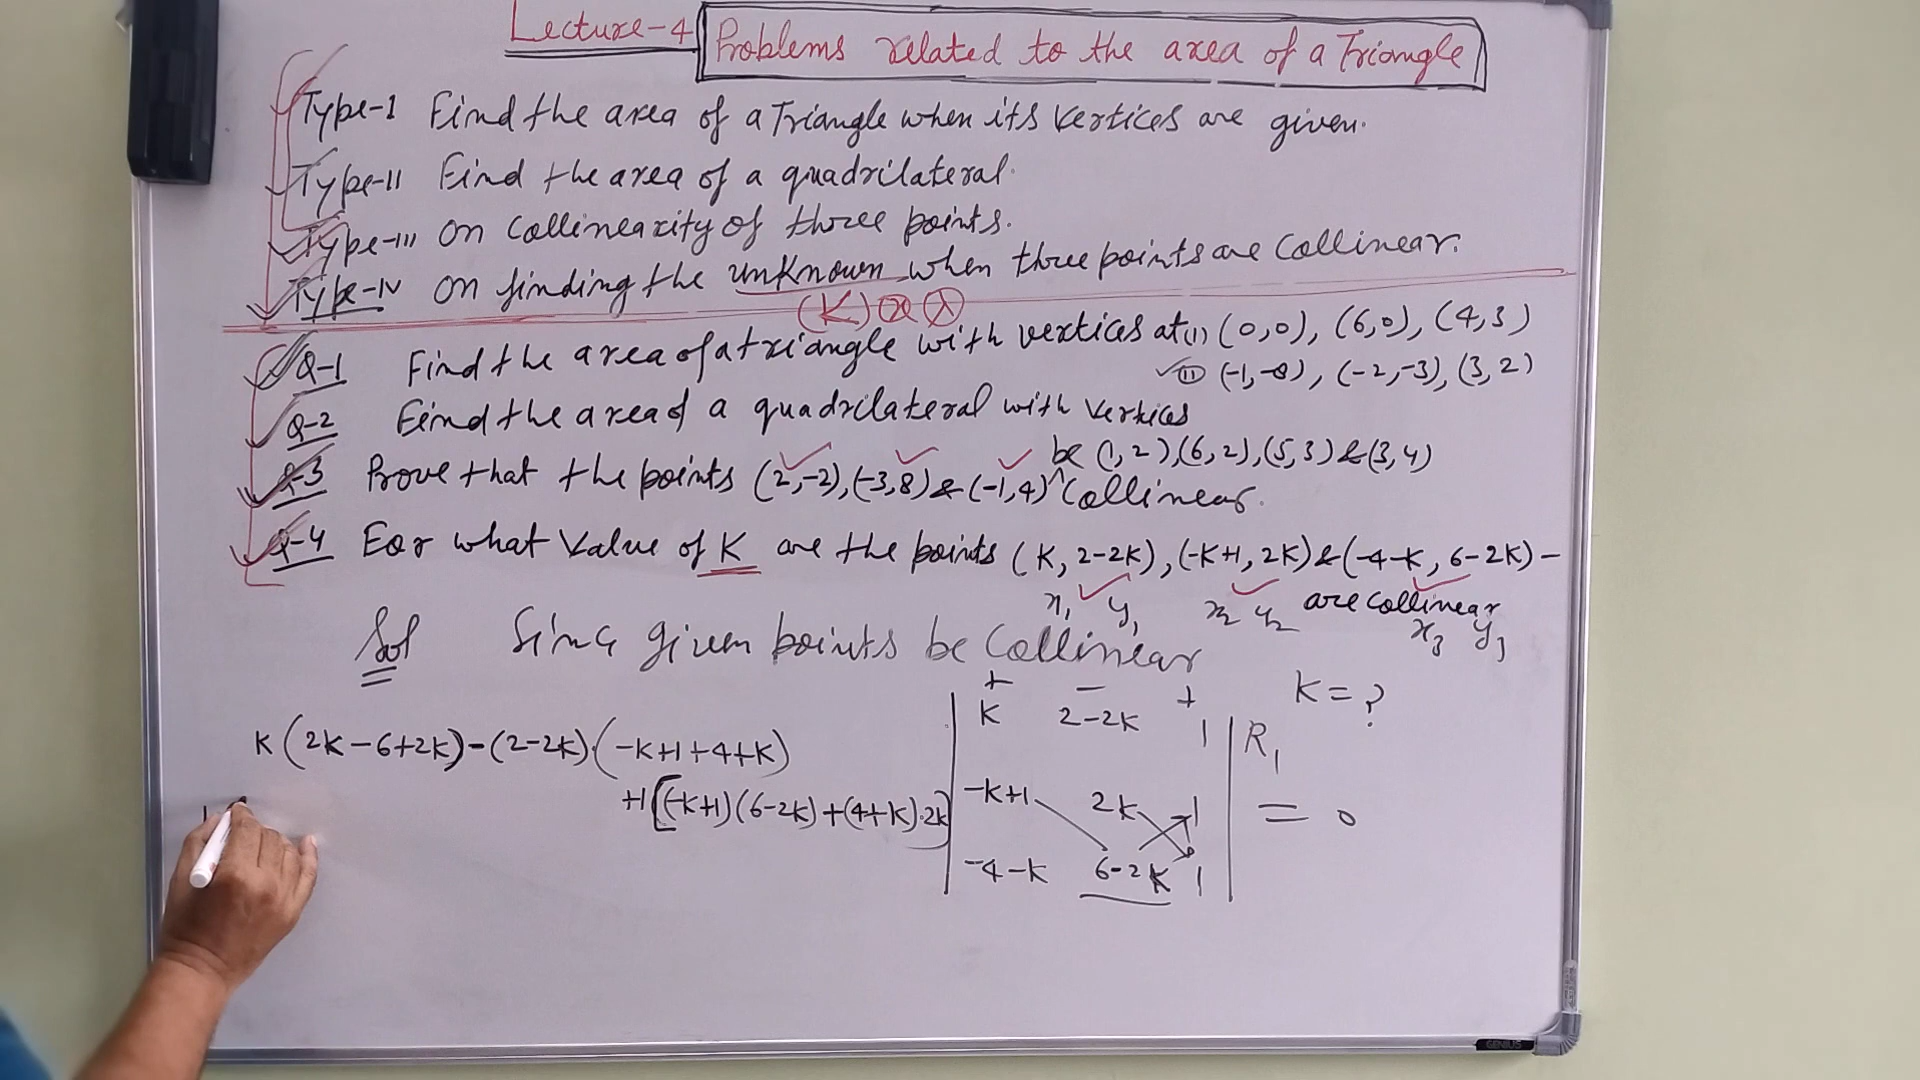 Lecture-4 Problems related to the area of a Triangle
Type-I Find the area of a Triangle when its vertices are given.
Type-II Find the area of a quadrilateral.
Type-III on Collinearity of three points.
Type-IV on finding the unknown when three points are Collinear.
(K) x λ
Q-1 Find the area of a triangle with vertices at (i) (0,0), (6,0), (4,3)
(ii) (-1,-8), (-2,-3), (3,2)
Q-2 Find the area of a quadrilateral with vertices
(1,2),(6,2),(5,3)&(3,4)
Q-3 Prove that the points (2,-2),(-3,8)&(-1,4) ^be Collinear.
Q-4 For what value of K are the points (K, 2-2K),(-K+1, 2K)&(-4-K, 6-2K)-
are collinear
x1 y1 x2 y2 x3 y3
Sol Since given points be Collinear
+ - +
K 2-2K 1
K = ?
K(2K-6+2K)-(2-2K).(-K+1+4+K)
R1
+1[(-K+1)(6-2K)+(4+K).2K]
-K+1 2K 1
= 0
-4-K 6-2K 1
GENIUS